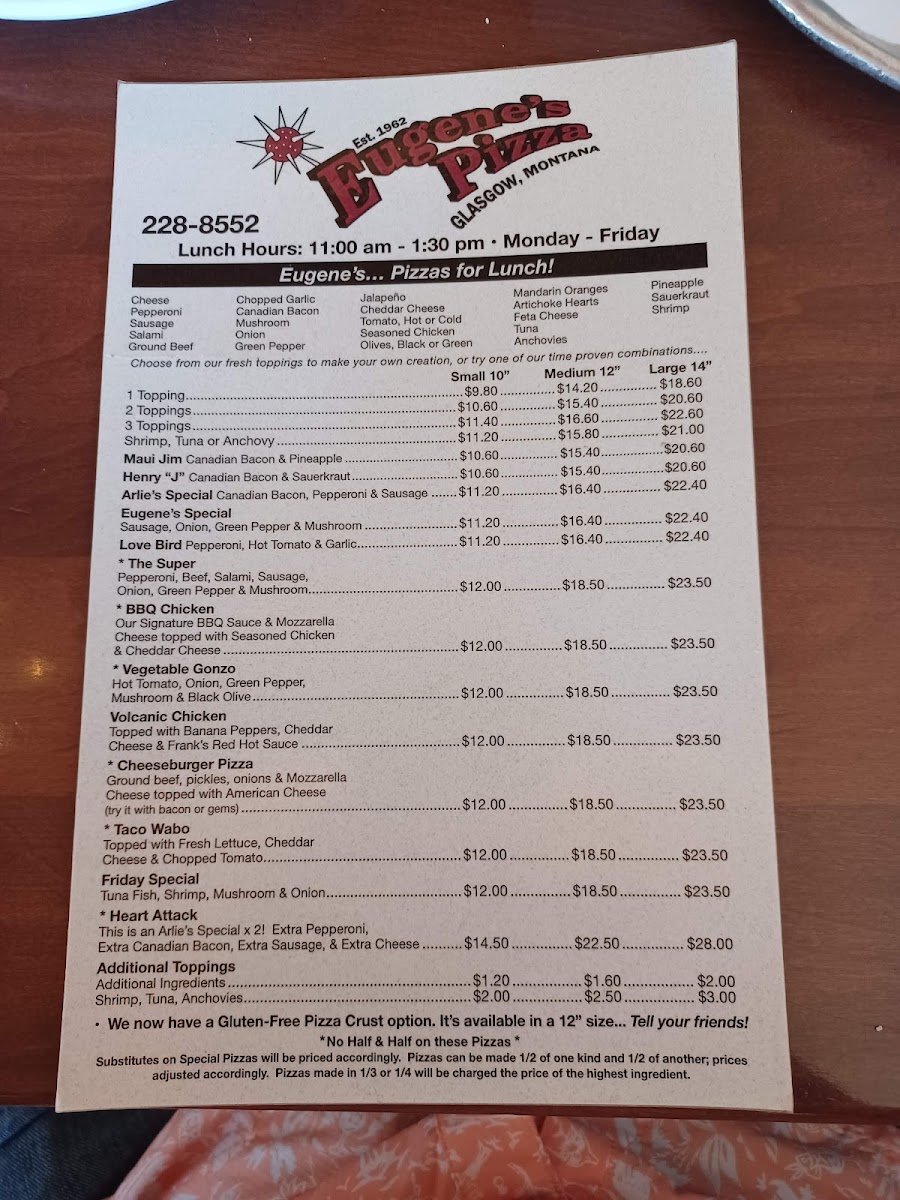 Est. 1962
Eugene's
Pizza
GLASGOW, MONTANA
228-8552
Lunch Hours: 11:00 am - 1:30 pm • Monday - Friday
Eugene's... Pizzas for Lunch!
Cheese
Pepperoni
Sausage
Salami
Ground Beef
Chopped Garlic
Canadian Bacon
Mushroom
Onion
Green Pepper
Jalapeño
Cheddar Cheese
Tomato, Hot or Cold
Seasoned Chicken
Olives, Black or Green
Mandarin Oranges
Artichoke Hearts
Feta Cheese
Tuna
Anchovies
Pineapple
Sauerkraut
Shrimp
Choose from our fresh toppings to make your own creation, or try one of our time proven combinations....
Small 10" Medium 12" Large 14"
1 Topping $9.80 $14.20 $18.60
2 Toppings $10.60 $15.40 $20.60
3 Toppings $11.40 $16.60 $22.60
Shrimp, Tuna or Anchovy $11.20 $15.80 $21.00
Maui Jim Canadian Bacon & Pineapple $10.60 $15.40 $20.60
Henry "J" Canadian Bacon & Sauerkraut $10.60 $15.40 $20.60
Arlie's Special Canadian Bacon, Pepperoni & Sausage $11.20 $16.40 $22.40
Eugene's Special
Sausage, Onion, Green Pepper & Mushroom $11.20 $16.40 $22.40
Love Bird Pepperoni, Hot Tomato & Garlic $11.20 $16.40 $22.40
* The Super
Pepperoni, Beef, Salami, Sausage,
Onion, Green Pepper & Mushroom $12.00 $18.50 $23.50
* BBQ Chicken
Our Signature BBQ Sauce & Mozzarella
Cheese topped with Seasoned Chicken
& Cheddar Cheese $12.00 $18.50 $23.50
* Vegetable Gonzo
Hot Tomato, Onion, Green Pepper,
Mushroom & Black Olive $12.00 $18.50 $23.50
Volcanic Chicken
Topped with Banana Peppers, Cheddar
Cheese & Frank's Red Hot Sauce $12.00 $18.50 $23.50
* Cheeseburger Pizza
Ground beef, pickles, onions & Mozzarella
Cheese topped with American Cheese
(try it with bacon or gems) $12.00 $18.50 $23.50
* Taco Wabo
Topped with Fresh Lettuce, Cheddar
Cheese & Chopped Tomato $12.00 $18.50 $23.50
Friday Special
Tuna Fish, Shrimp, Mushroom & Onion $12.00 $18.50 $23.50
* Heart Attack
This is an Arlie's Special x 2! Extra Pepperoni,
Extra Canadian Bacon, Extra Sausage, & Extra Cheese $14.50 $22.50 $28.00
Additional Toppings
Additional Ingredients $1.20 $1.60 $2.00
Shrimp, Tuna, Anchovies $2.00 $2.50 $3.00
• We now have a Gluten-Free Pizza Crust option. It's available in a 12" size... Tell your friends!
*No Half & Half on these Pizzas *
Substitutes on Special Pizzas will be priced accordingly. Pizzas can be made 1/2 of one kind and 1/2 of another; prices
adjusted accordingly. Pizzas made in 1/3 or 1/4 will be charged the price of the highest ingredient.